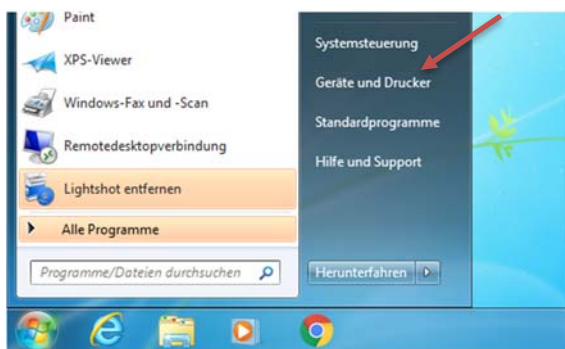 Paint
XPS-Viewer
Windows-Fax und -Scan
Remotedesktopverbindung
Lightshot entfernen
Alle Programme
Programme/Dateien durchsuchen
Systemsteuerung
Geräte und Drucker
Standardprogramme
Hilfe und Support
Herunterfahren